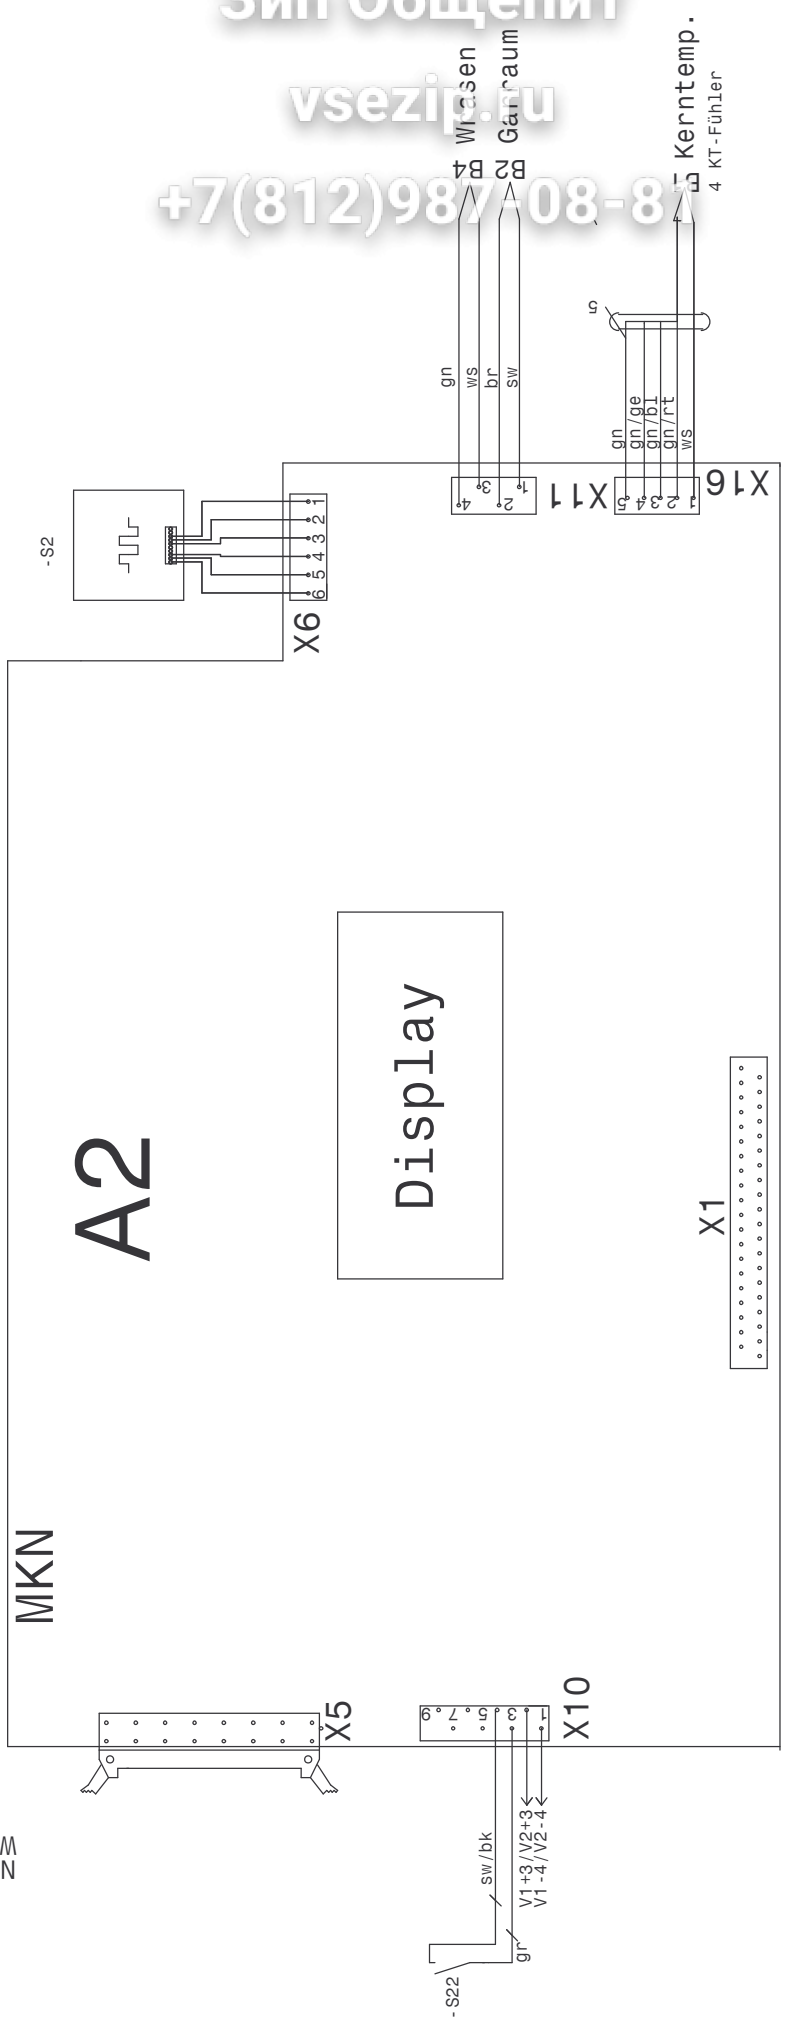 Зип Общепит
vsezip.ru
+7(812)987-08-81
B4 Wrasen
B2 Garraum
Kerntemp.
4 KT-Fühler
5
gn
ws
br
sw
gn
gn/ge
gn/bl
gn/rt
ws
-S2
1
2
3
4
5
6
X6
4
3
2
1
X11
5
4
3
2
1
X16
A2
Display
X1
MKN
X5
9
7
5
3
1
X10
sw/bk
V1+3/V2+3
V1-4/V2-4
gr
-S22